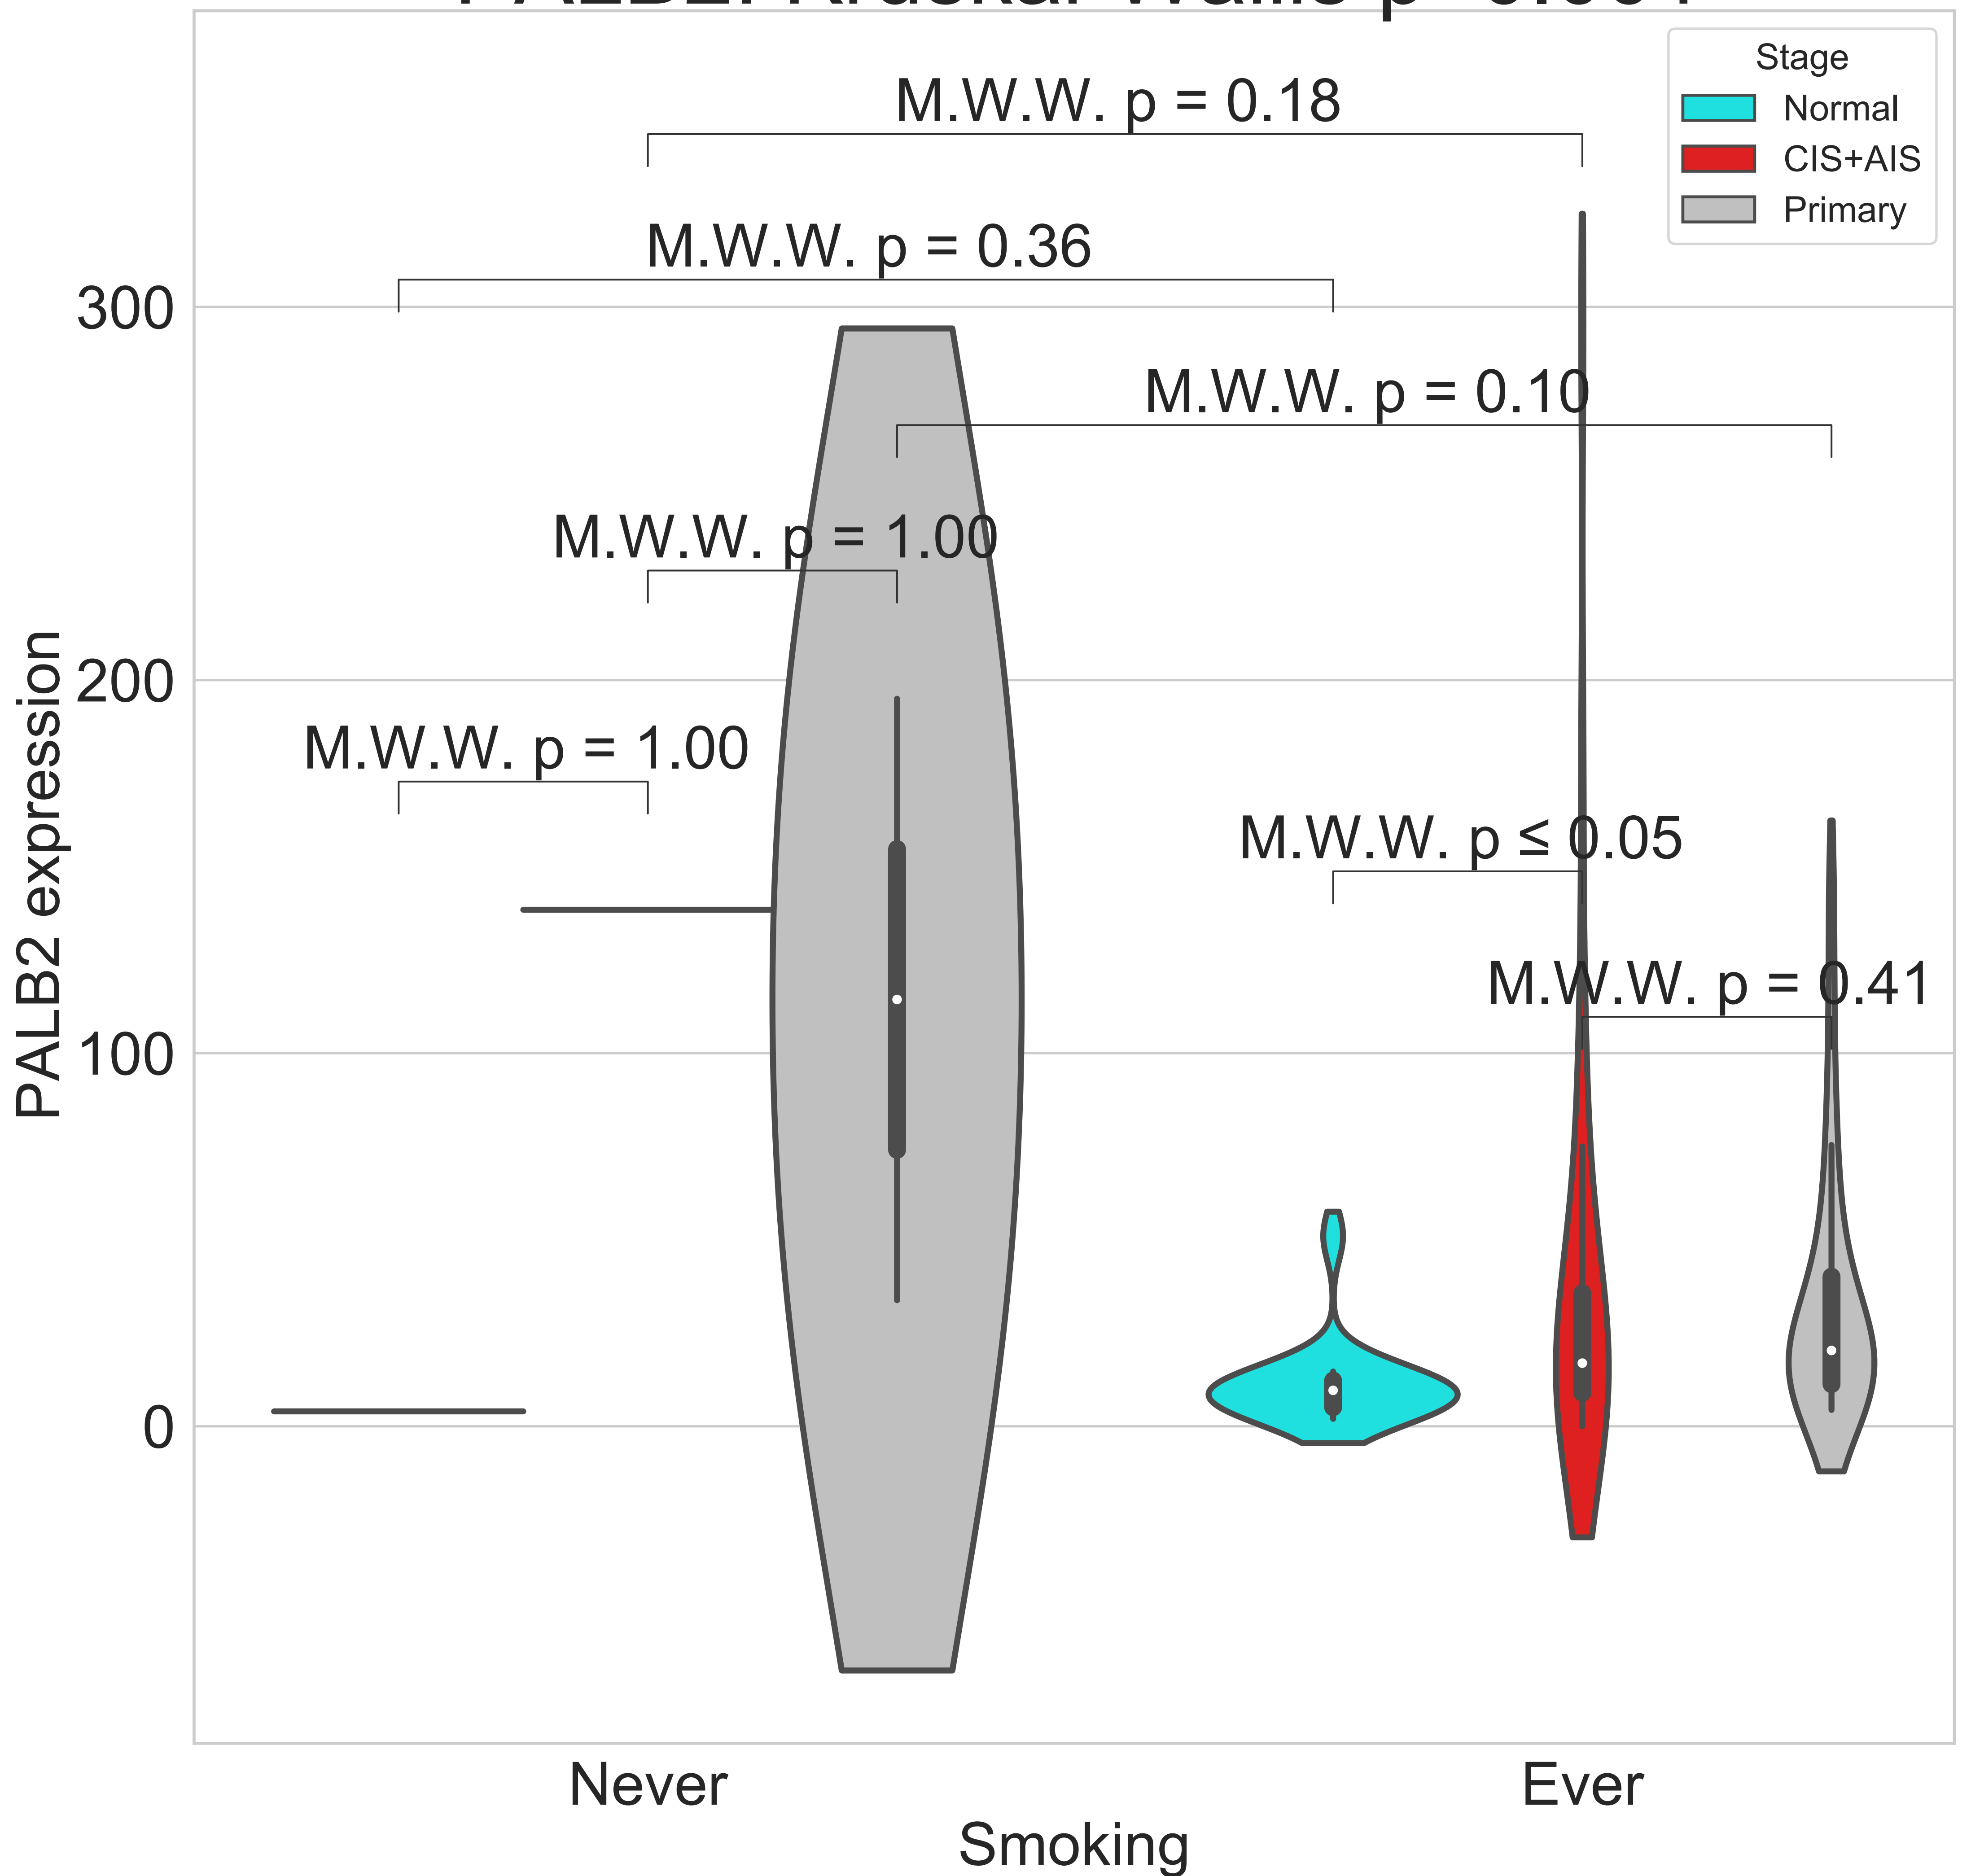 Stage
Normal
CIS+AIS
Primary
M.W.W. p = 0.18
M.W.W. p = 0.36
M.W.W. p = 0.10
M.W.W. p = 1.00
M.W.W. p = 1.00
M.W.W. p ≤ 0.05
M.W.W. p = 0.41
300
200
100
0
PALB2 expression
Never
Ever
Smoking